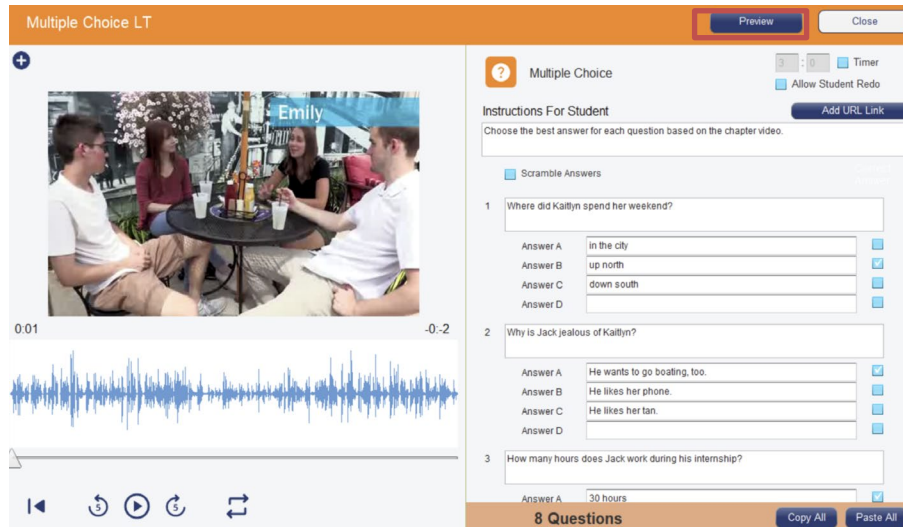 Multiple Choice LT
Preview
Close
Emily
0:01
-0:-2
5
5
Multiple Choice
3 : 0
Timer
Allow Student Redo
Instructions For Student
Add URL Link
Choose the best answer for each question based on the chapter video.
Scramble Answers
1 Where did Kaitlyn spend her weekend?
Answer A in the city
Answer B up north
Answer C down south
Answer D
2 Why is Jack jealous of Kaitlyn?
Answer A He wants to go boating, too.
Answer B He likes her phone.
Answer C He likes her tan.
Answer D
3 How many hours does Jack work during his internship?
Answer A 30 hours
8 Questions
Copy All
Paste All